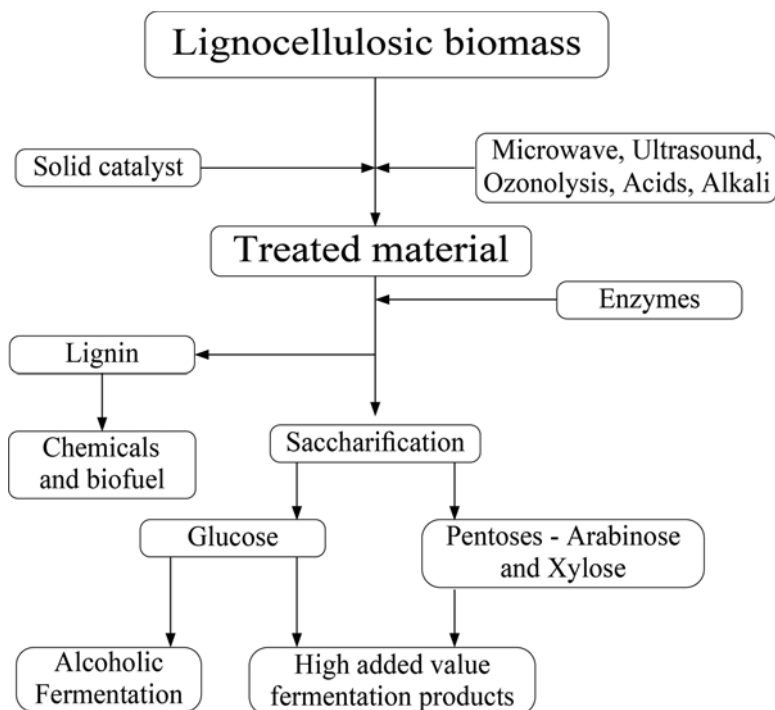 Lignocellulosic biomass
Solid catalyst
Microwave, Ultrasound,
Ozonolysis, Acids, Alkali
Treated material
Enzymes
Lignin
Chemicals
and biofuel
Saccharification
Glucose
Pentoses - Arabinose
and Xylose
Alcoholic
Fermentation
High added value
fermentation products